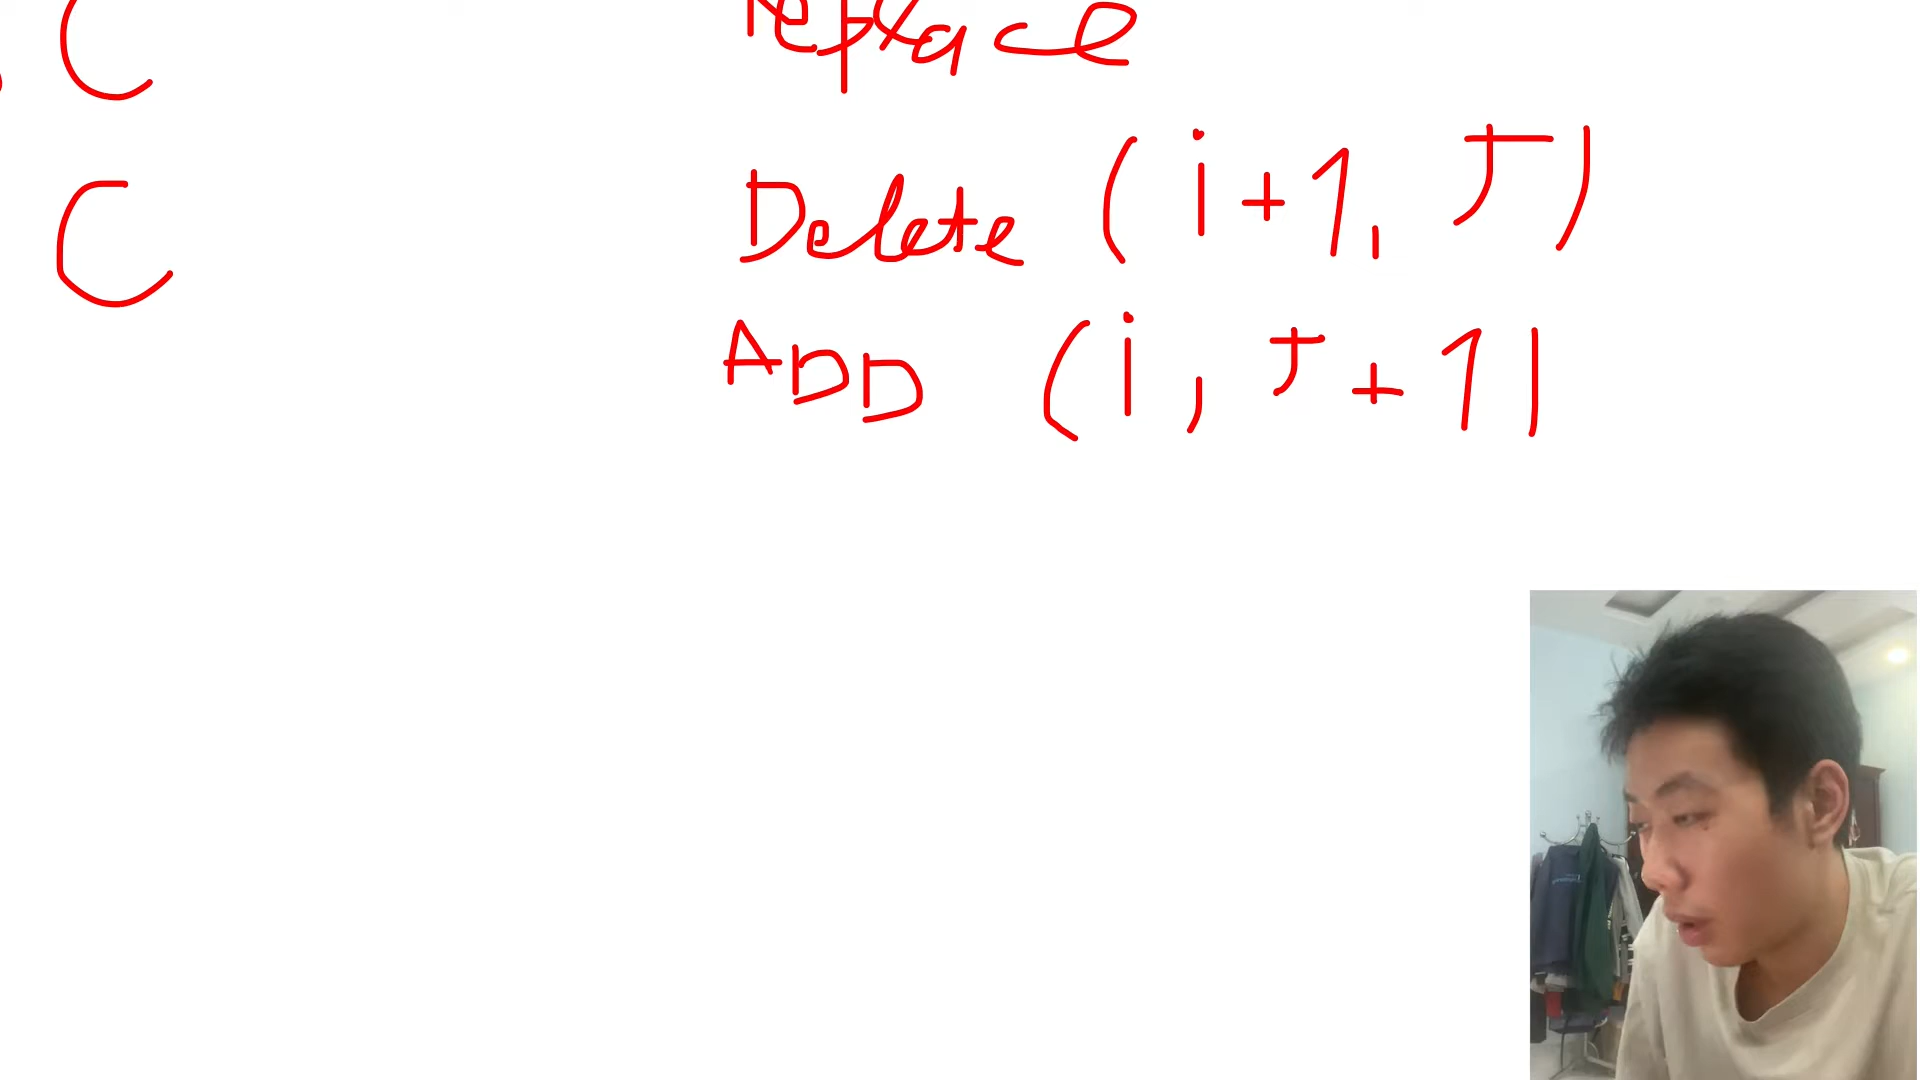 C replace
C Delete (i+1, J)
ADD (i, J+1)